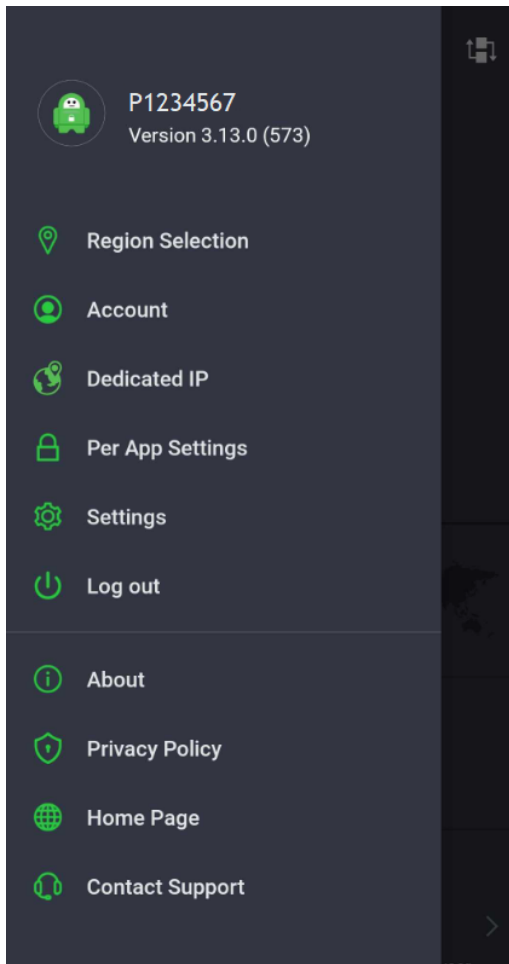 P1234567
Version 3.13.0 (573)
Region Selection
Account
Dedicated IP
Per App Settings
Settings
Log out
About
Privacy Policy
Home Page
Contact Support